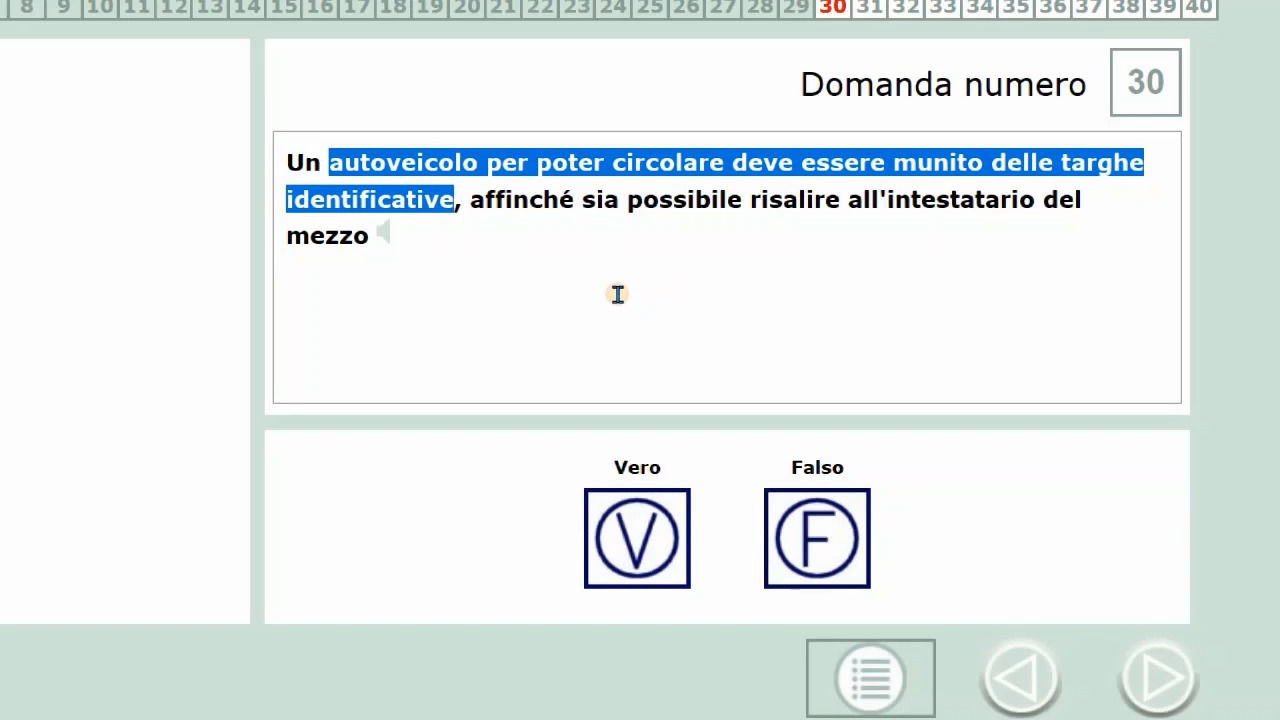 8 9 10 11 12 13 14 15 16 17 18 19 20 21 22 23 24 25 26 27 28 29 30 31 32 33 34 35 36 37 38 39 40
Domanda numero 30
Un autoveicolo per poter circolare deve essere munito delle targhe
identificative, affinché sia possibile risalire all'intestatario del
mezzo
Vero Falso
V F